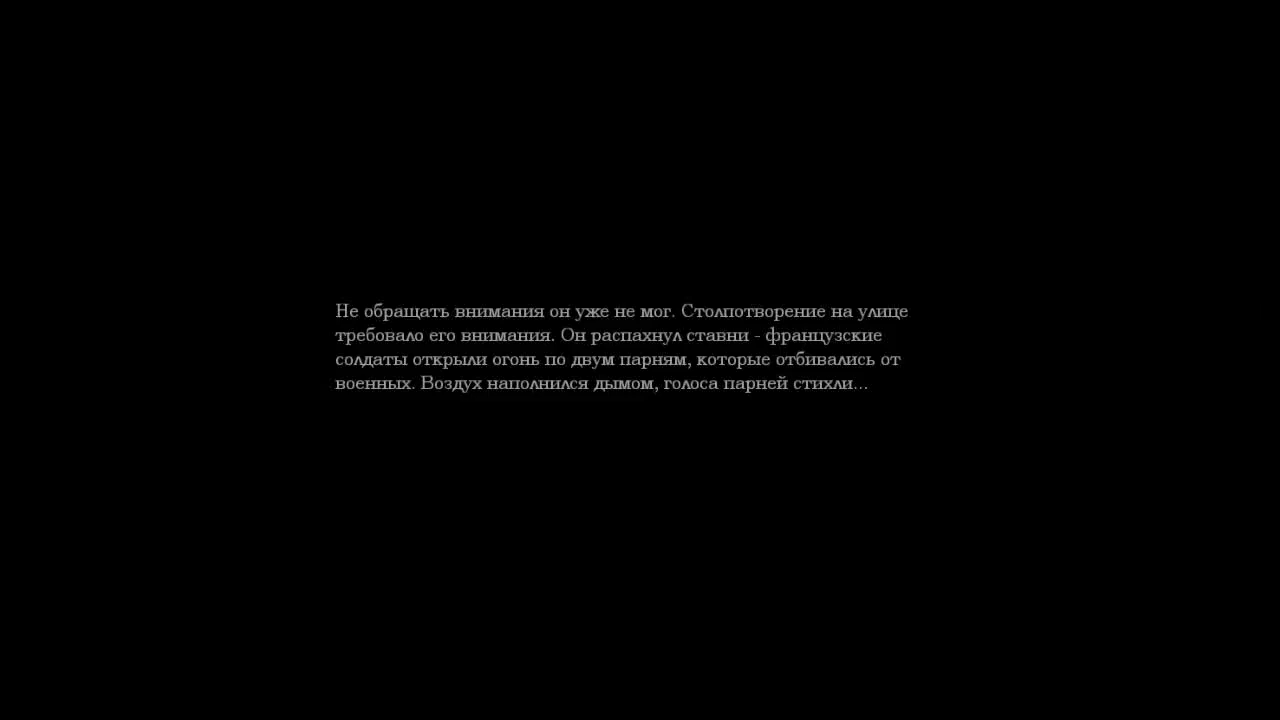 Не обращать внимания он уже не мог. Столпотворение на улице
требовало его внимания. Он распахнул ставни - французские
солдаты открыли огонь по двум парням, которые отбивались от
военных. Воздух наполнился дымом, голоса парней стихли...